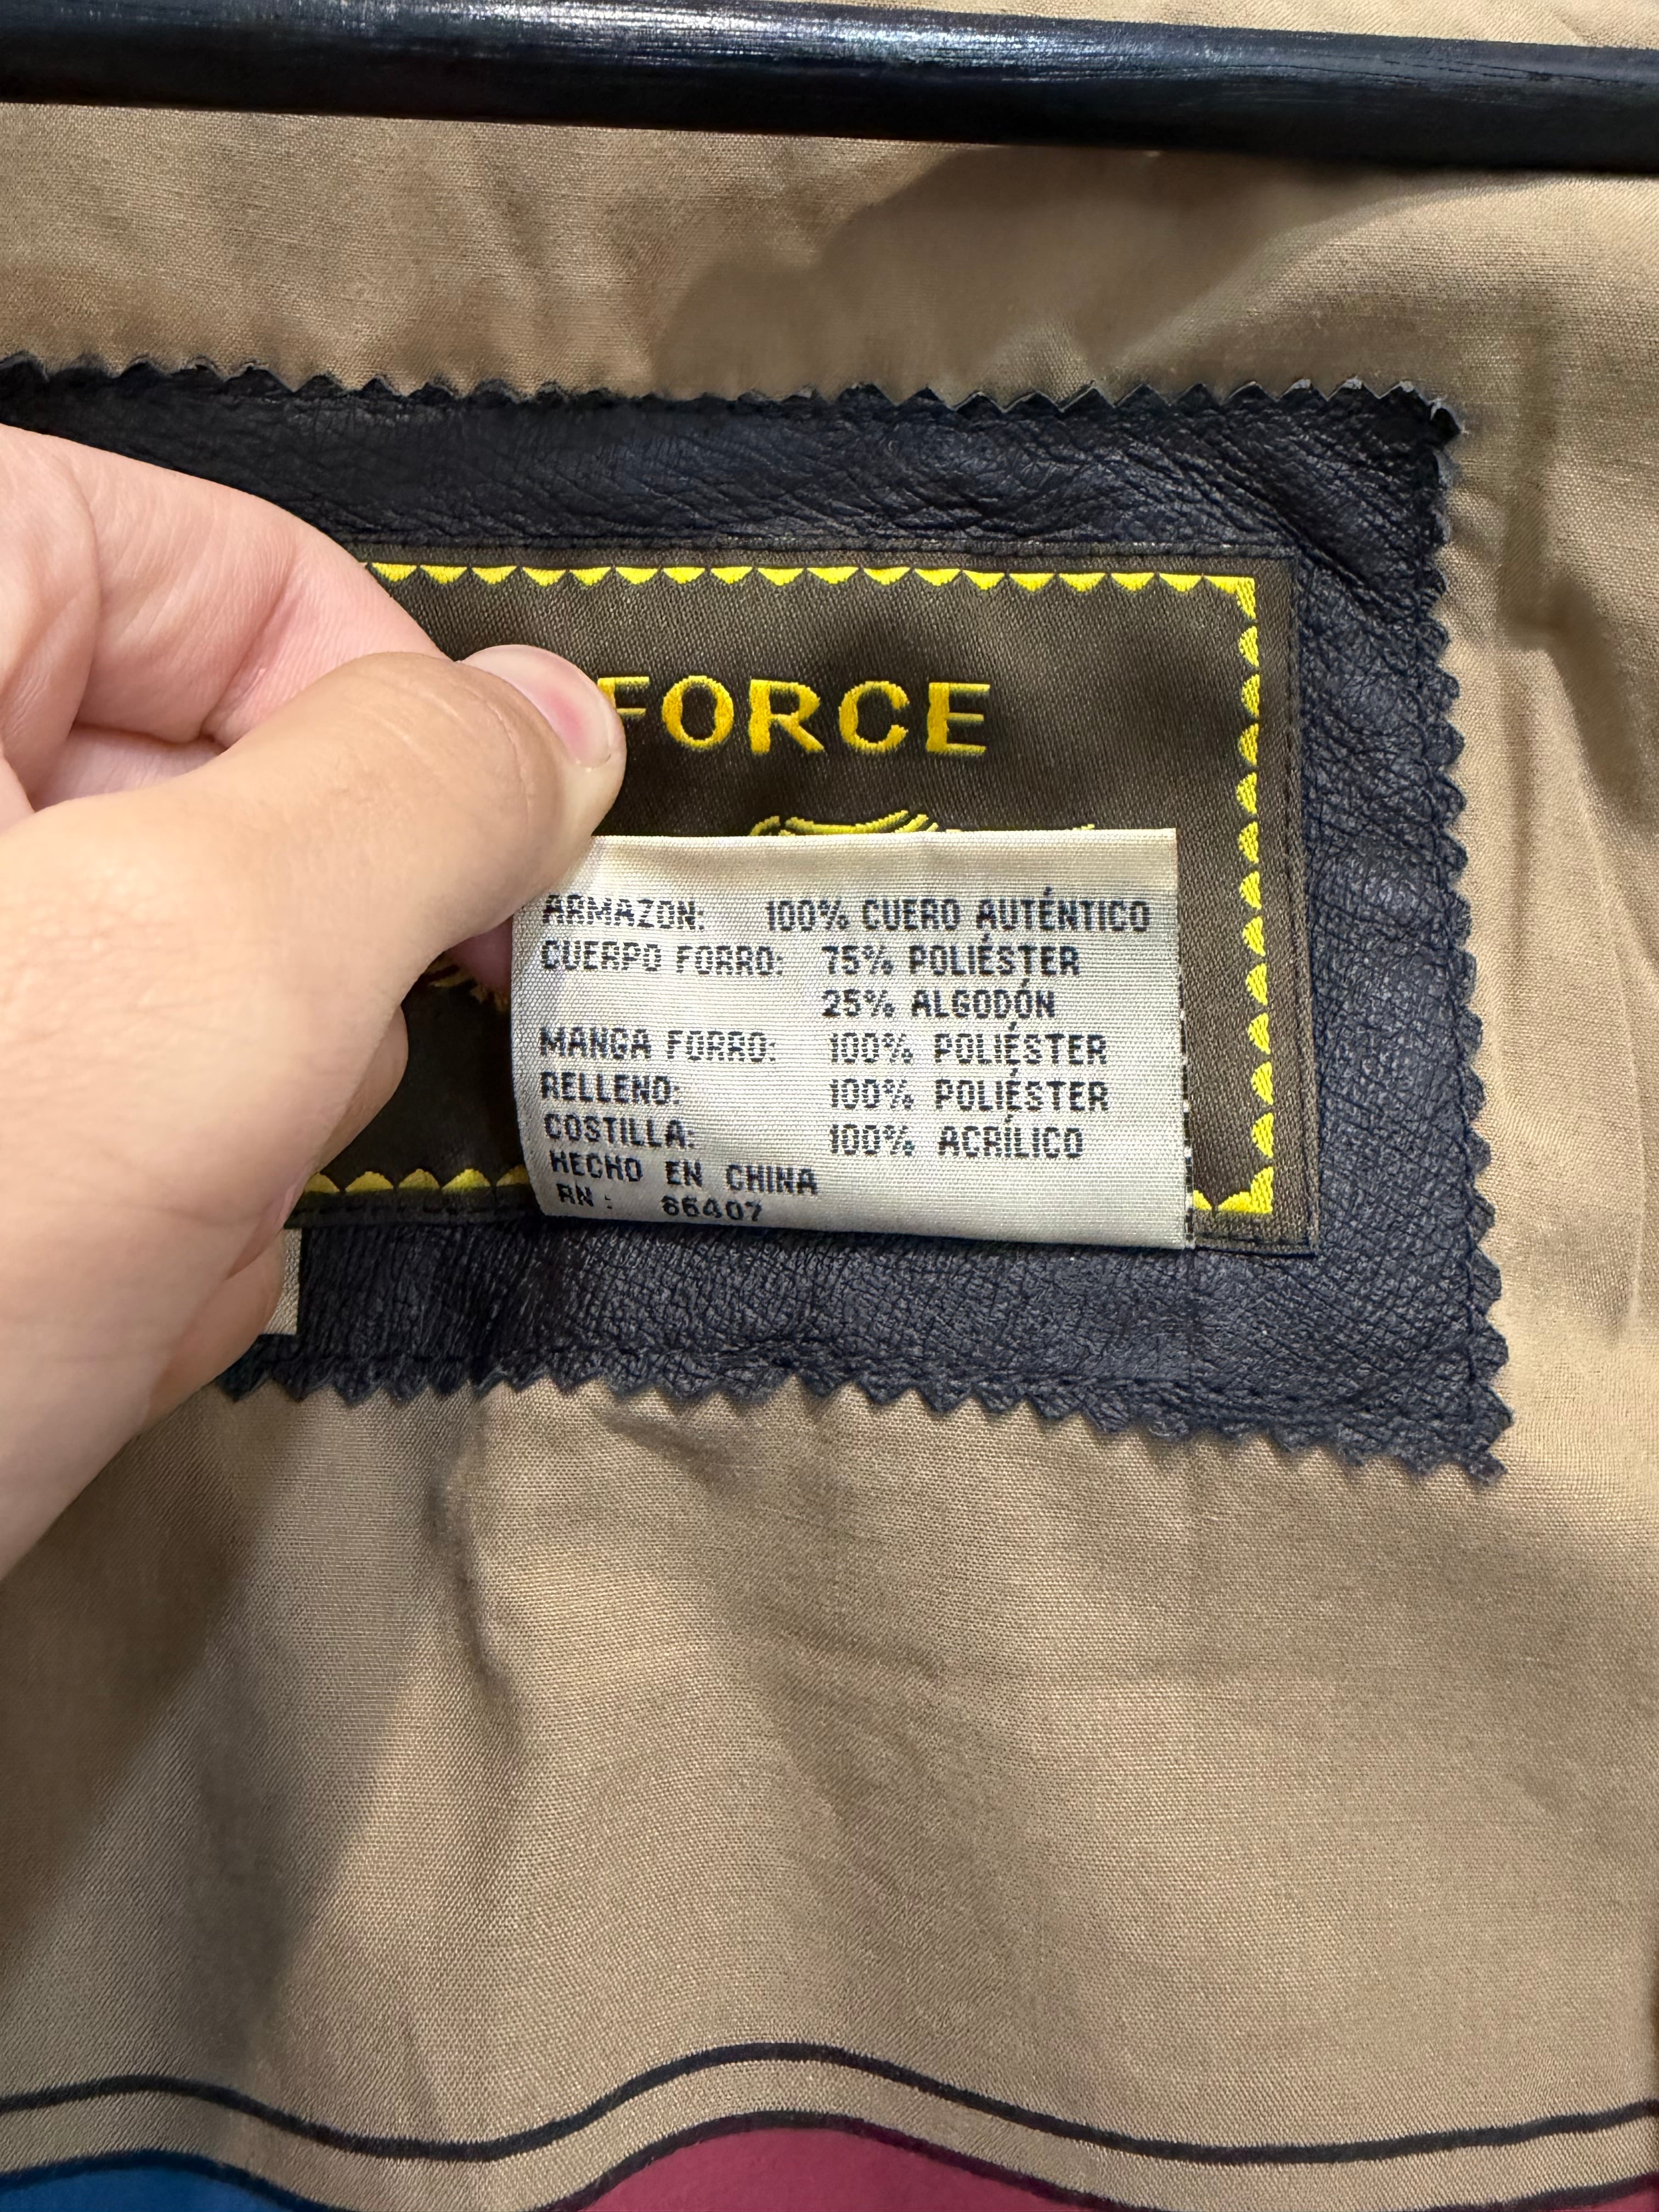 FORCE
ARMAZON: 100% CUERO AUTÉNTICO
CUERPO FORRO: 75% POLIÉSTER
25% ALGODÓN
MANGA FORRO: 100% POLIÉSTER
RELLENO: 100% POLIÉSTER
COSTILLA: 100% ACRÍLICO
HECHO EN CHINA
RN: 66407